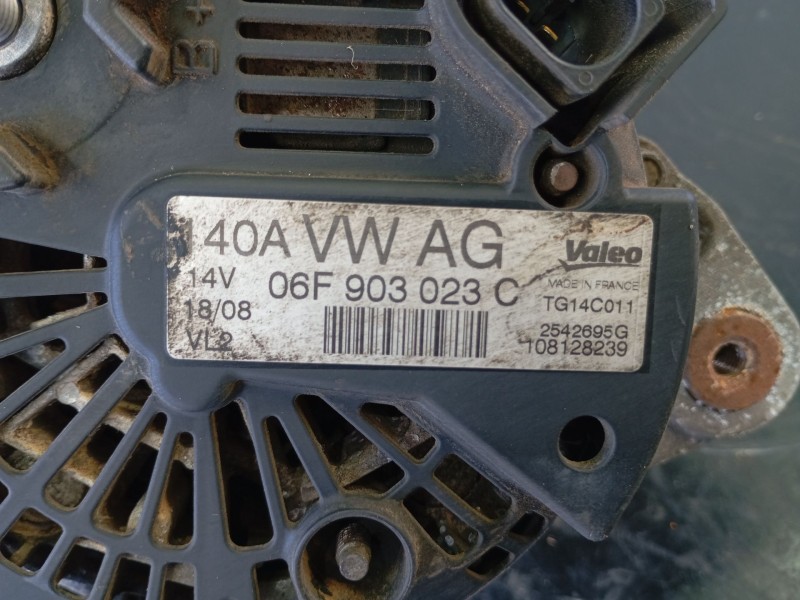 B+
140A VW AG Valeo
14V 06F 903 023 C MADE IN FRANCE
18/08 TG14C011
VL2 2542695G
108128239